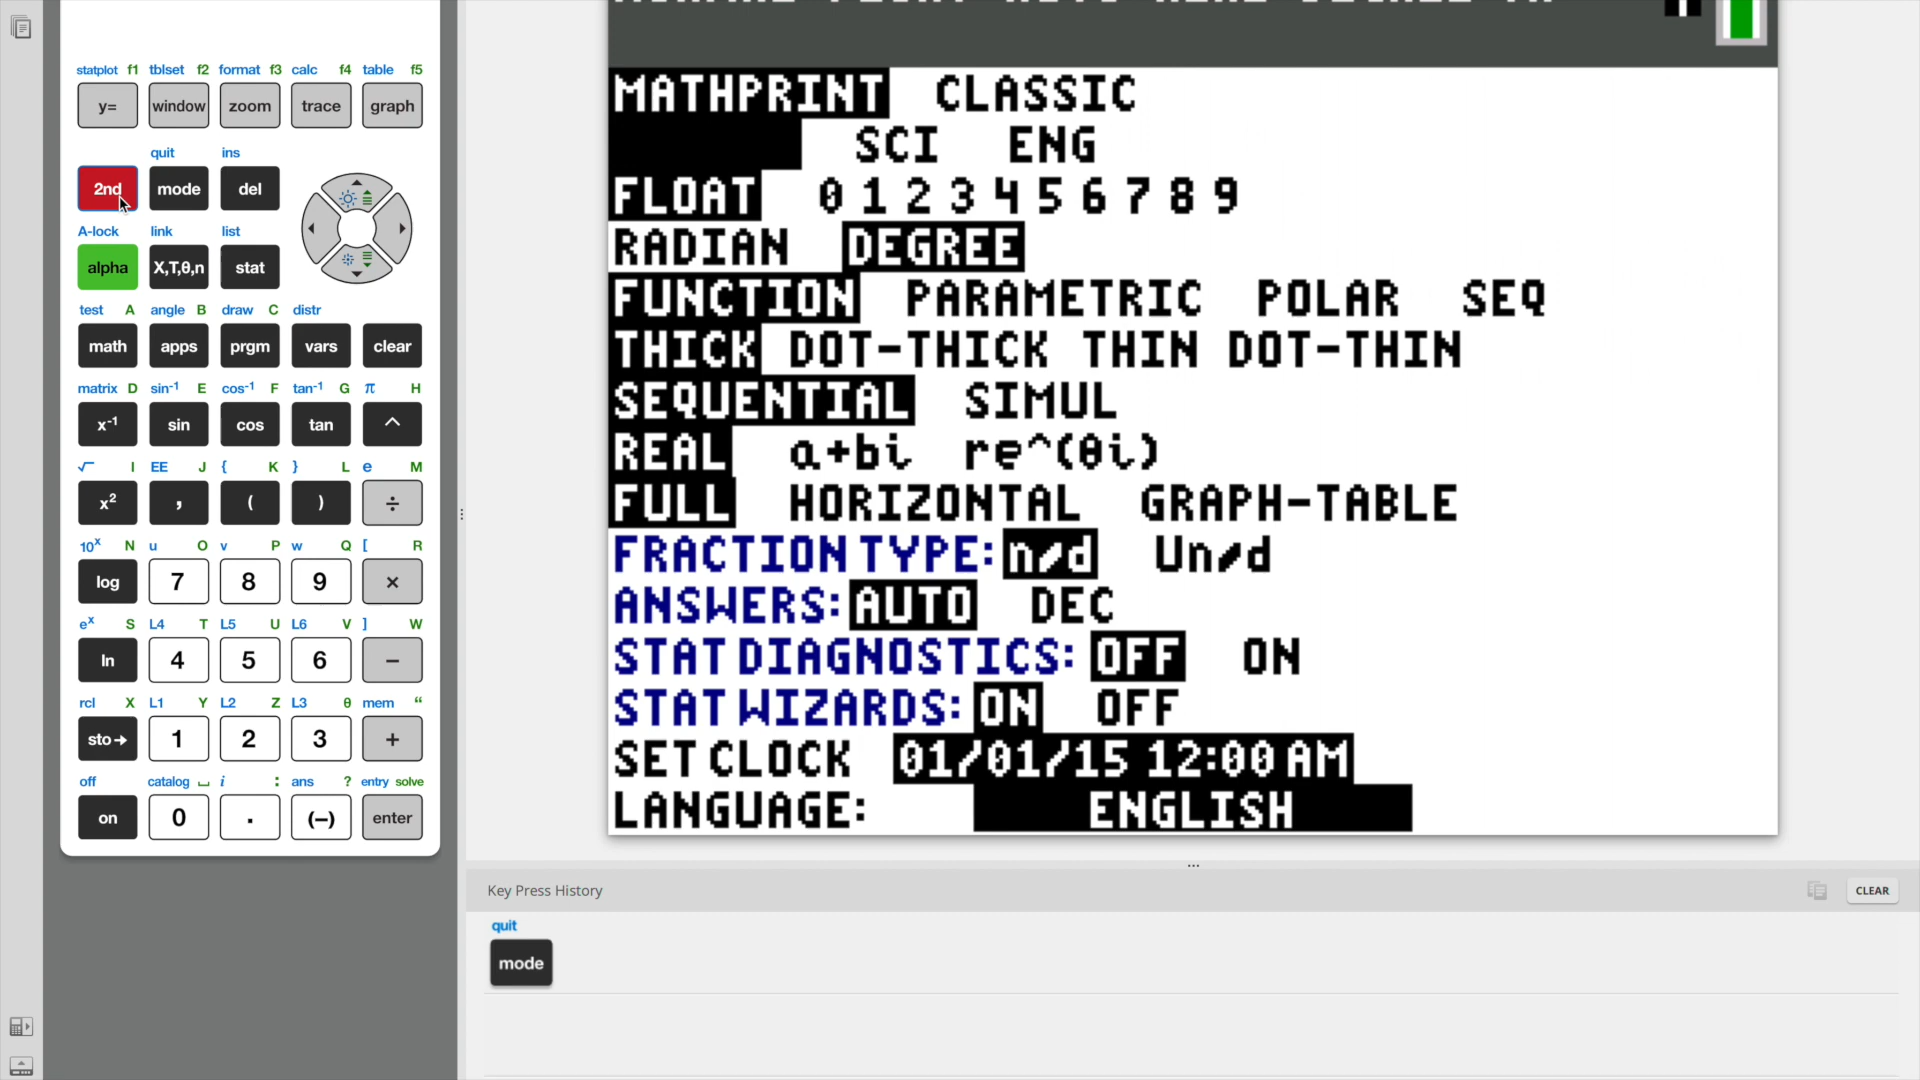 statplot f1 tblset f2 format f3 calc f4 table f5
y= window zoom trace graph
quit ins
2nd mode del
A-lock link list
alpha X,T,θ,n stat
test A angle B draw C distr
math apps prgm vars clear
matrix D sin⁻¹ E cos⁻¹ F tan⁻¹ G π H
x⁻¹ sin cos tan ^
√ I EE J { K } L e M
x² , ( ) ÷
10ˣ N u O v P w Q [ R
log 7 8 9 ×
eˣ S L4 T L5 U L6 V ] W
ln 4 5 6 −
rcl X L1 Y L2 Z L3 θ mem “
sto→ 1 2 3 +
off catalog ⎵ i : ans ? entry solve
on 0 . (−) enter
MATHPRINT CLASSIC
SCI ENG
FLOAT 0 1 2 3 4 5 6 7 8 9
RADIAN DEGREE
FUNCTION PARAMETRIC POLAR SEQ
THICK DOT-THICK THIN DOT-THIN
SEQUENTIAL SIMUL
REAL a+bi re^(θi)
FULL HORIZONTAL GRAPH-TABLE
FRACTION TYPE: n/d Un/d
ANSWERS: AUTO DEC
STAT DIAGNOSTICS: OFF ON
STAT WIZARDS: ON OFF
SET CLOCK 01/01/15 12:00 AM
LANGUAGE: ENGLISH
Key Press History
CLEAR
quit
mode